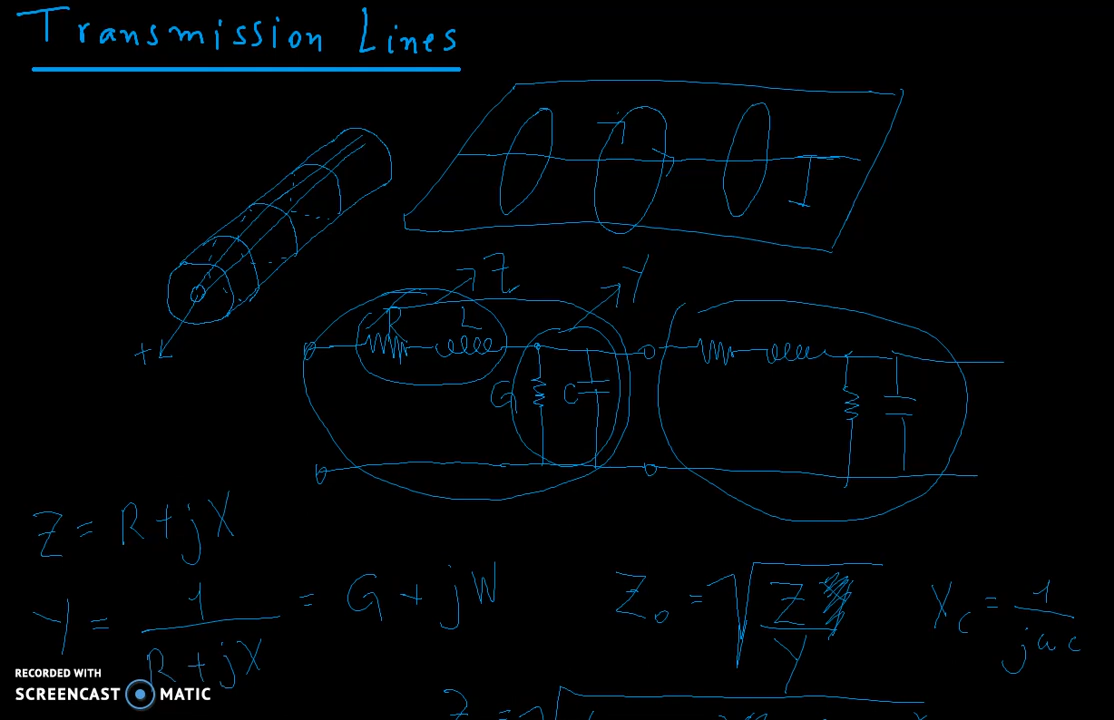 Transmission Lines
I
Z
Y
R L
G C
+
Z = R + jX
Y = 1 / R + jX = G + jW
Z₀ = √Z / Y
X_C = 1 / jωc
RECORDED WITH
SCREENCAST MATIC
Z = √